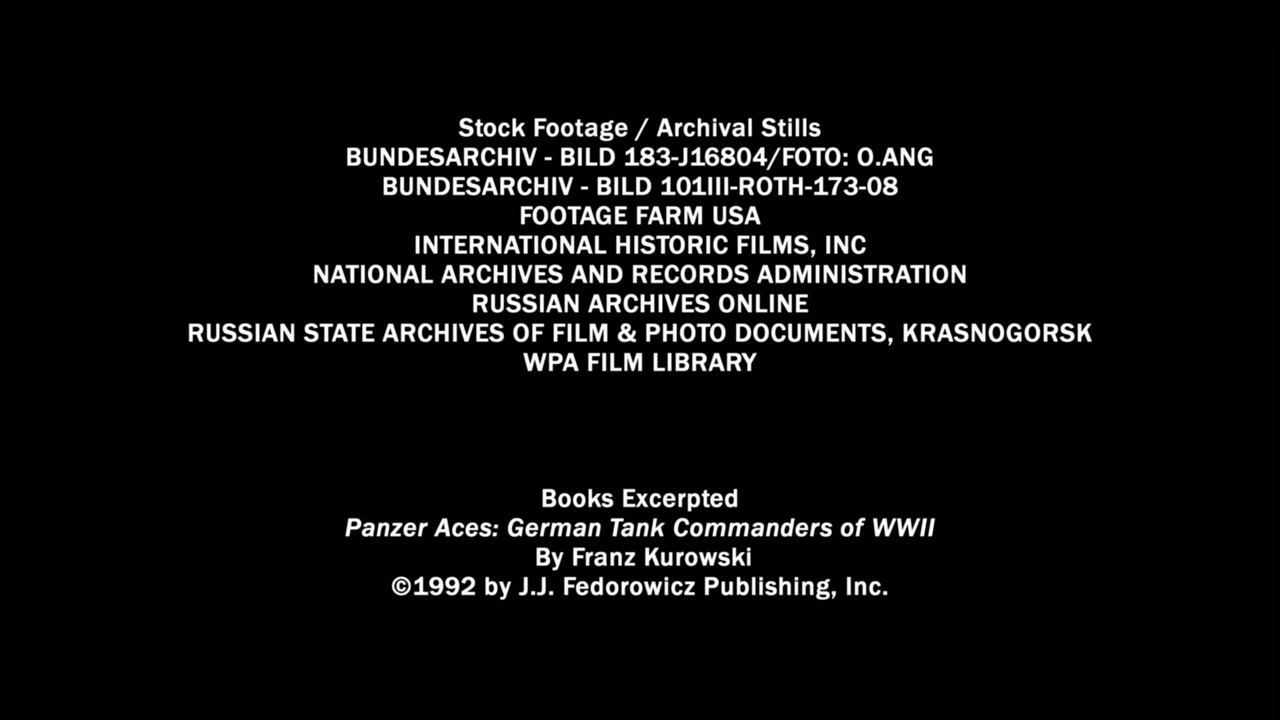 Stock Footage / Archival Stills
BUNDESARCHIV - BILD 183-J16804/FOTO: O.ANG
BUNDESARCHIV - BILD 101III-ROTH-173-08
FOOTAGE FARM USA
INTERNATIONAL HISTORIC FILMS, INC
NATIONAL ARCHIVES AND RECORDS ADMINISTRATION
RUSSIAN ARCHIVES ONLINE
RUSSIAN STATE ARCHIVES OF FILM & PHOTO DOCUMENTS, KRASNOGORSK
WPA FILM LIBRARY
Books Excerpted
Panzer Aces: German Tank Commanders of WWII
By Franz Kurowski
©1992 by J.J. Fedorowicz Publishing, Inc.